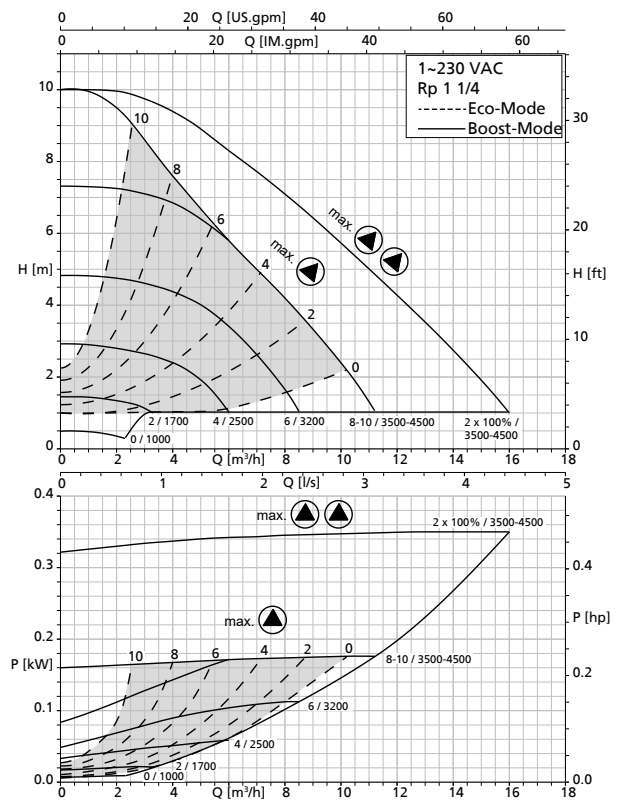 0 20 Q [US.gpm] 40 60
0 20 Q [IM.gpm] 40 60
1~230 VAC
Rp 1 1/4
Eco-Mode
Boost-Mode
10
8
6
H [m]
4
2
0
30
20
H [ft]
10
0
10
8
6
4
2
0
max.
max.
0 / 1000
2 / 1700
4 / 2500
6 / 3200
8-10 / 3500-4500
2 x 100% /
3500-4500
0 2 4 Q [m³/h] 8 10 12 14 16 18
0 1 2 Q [l/s] 3 4 5
0.4
0.3
0.2
P [kW]
0.1
0.0
0.4
P [hp]
0.2
0.0
max.
2 x 100% / 3500-4500
max.
10
8
6
4
2
0
8-10 / 3500-4500
6 / 3200
4 / 2500
2 / 1700
0 / 1000
0 2 4 Q [m³/h] 8 10 12 14 16 18